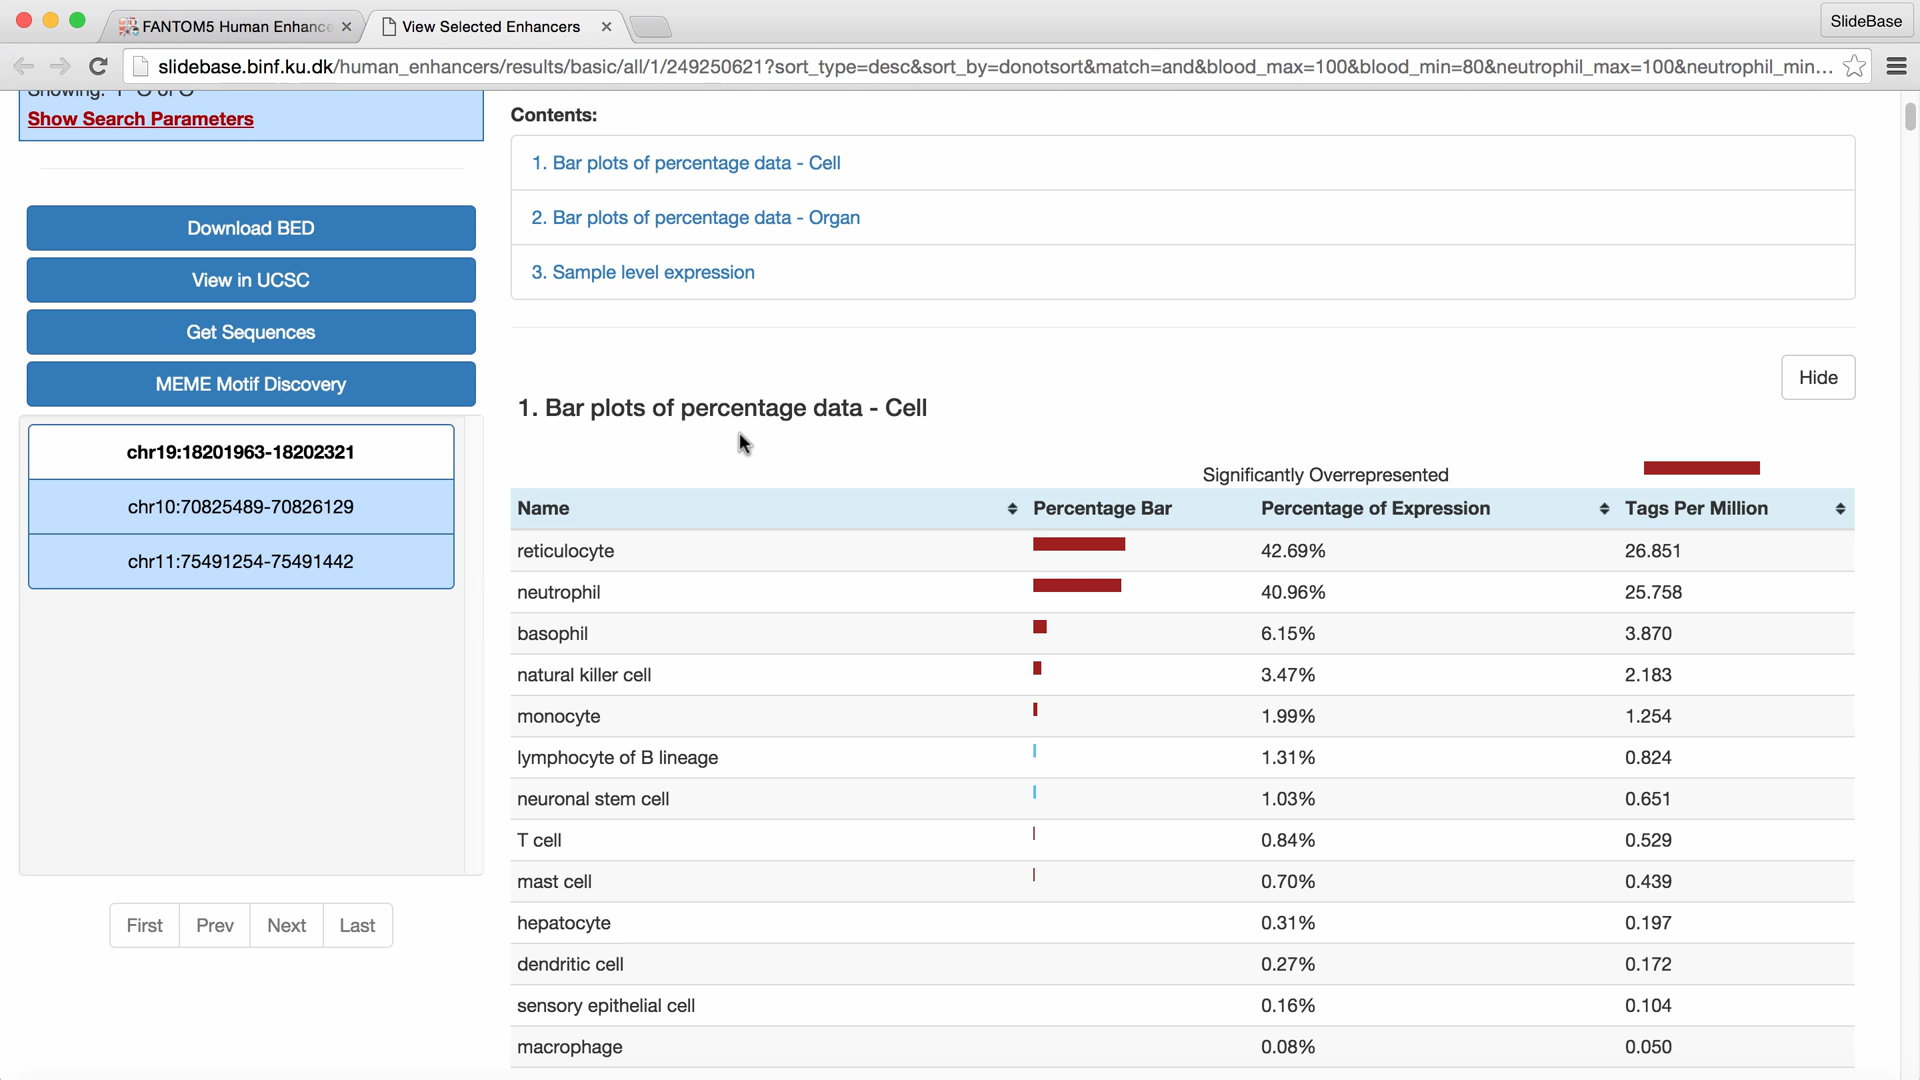 FANTOM5 Human Enhance
View Selected Enhancers
SlideBase
slidebase.binf.ku.dk/human_enhancers/results/basic/all/1/249250621?sort_type=desc&sort_by=donotsort&match=and&blood_max=100&blood_min=80&neutrophil_max=100&neutrophil_min...
Show Search Parameters
Download BED
View in UCSC
Get Sequences
MEME Motif Discovery
chr19:18201963-18202321
chr10:70825489-70826129
chr11:75491254-75491442
First Prev Next Last
Contents:
1. Bar plots of percentage data - Cell
2. Bar plots of percentage data - Organ
3. Sample level expression
Hide
1. Bar plots of percentage data - Cell
Significantly Overrepresented
Name Percentage Bar Percentage of Expression Tags Per Million
reticulocyte 42.69% 26.851
neutrophil 40.96% 25.758
basophil 6.15% 3.870
natural killer cell 3.47% 2.183
monocyte 1.99% 1.254
lymphocyte of B lineage 1.31% 0.824
neuronal stem cell 1.03% 0.651
T cell 0.84% 0.529
mast cell 0.70% 0.439
hepatocyte 0.31% 0.197
dendritic cell 0.27% 0.172
sensory epithelial cell 0.16% 0.104
macrophage 0.08% 0.050